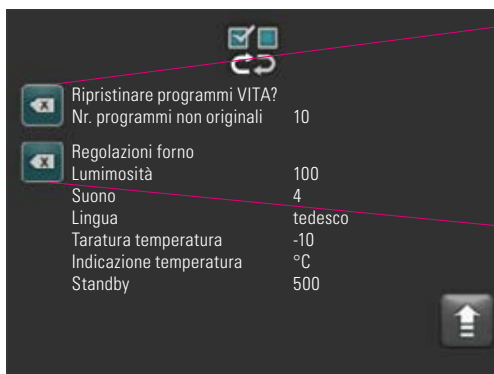 Ripristinare programmi VITA?
Nr. programmi non originali 10
Regolazioni forno
Lumimosità 100
Suono 4
Lingua tedesco
Taratura temperatura -10
Indicazione temperatura °C
Standby 500